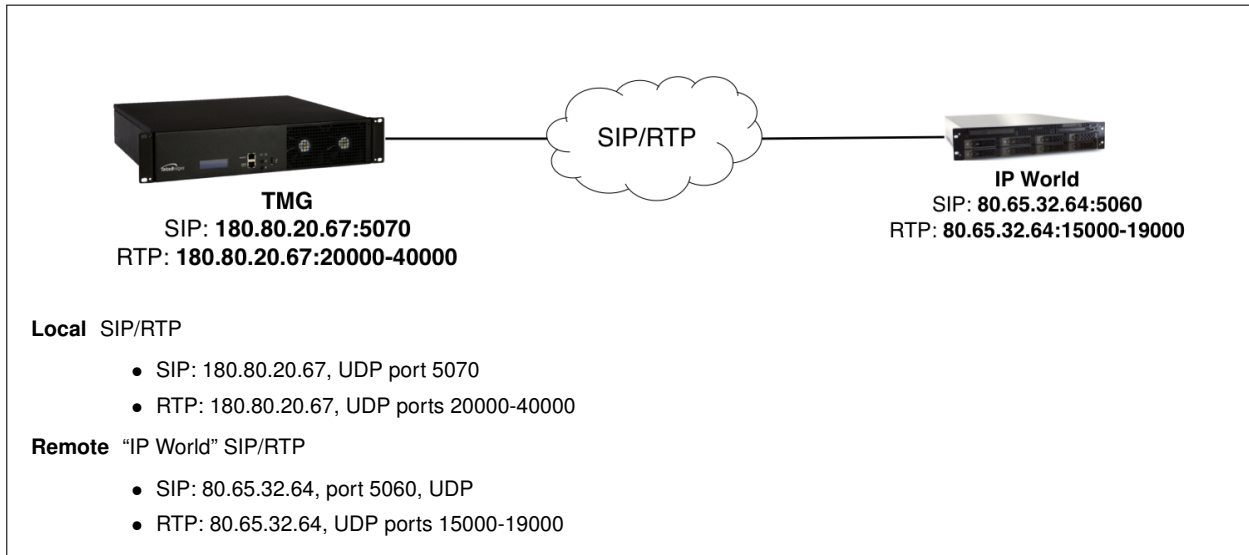 SIP/RTP
TMG
SIP: 180.80.20.67:5070
RTP: 180.80.20.67:20000-40000
IP World
SIP: 80.65.32.64:5060
RTP: 80.65.32.64:15000-19000
Local SIP/RTP
• SIP: 180.80.20.67, UDP port 5070
• RTP: 180.80.20.67, UDP ports 20000-40000
Remote “IP World” SIP/RTP
• SIP: 80.65.32.64, port 5060, UDP
• RTP: 80.65.32.64, UDP ports 15000-19000